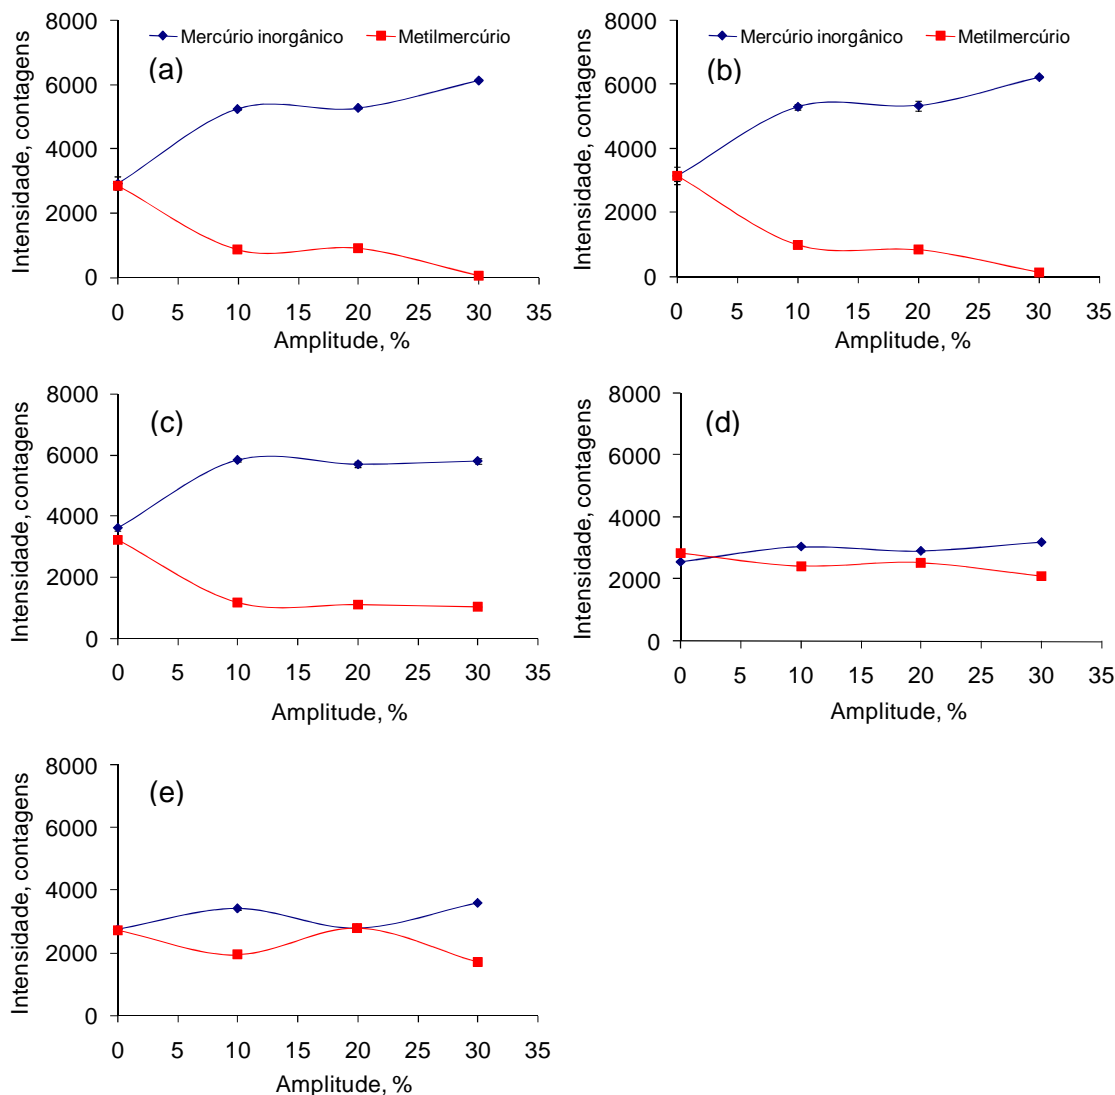 Mercúrio inorgânico Metilmercúrio
(a)
Intensidade, contagens
8000
6000
4000
2000
0
0 5 10 15 20 25 30 35
Amplitude, %
Mercúrio inorgânico Metilmercúrio
(b)
Intensidade, contagens
8000
6000
4000
2000
0
0 5 10 15 20 25 30 35
Amplitude, %
(c)
Intensidade, contagens
8000
6000
4000
2000
0
0 5 10 15 20 25 30 35
Amplitude, %
(d)
Intensidade, contagens
8000
6000
4000
2000
0
0 5 10 15 20 25 30 35
Amplitude, %
(e)
Intensidade, contagens
8000
6000
4000
2000
0
0 5 10 15 20 25 30 35
Amplitude, %